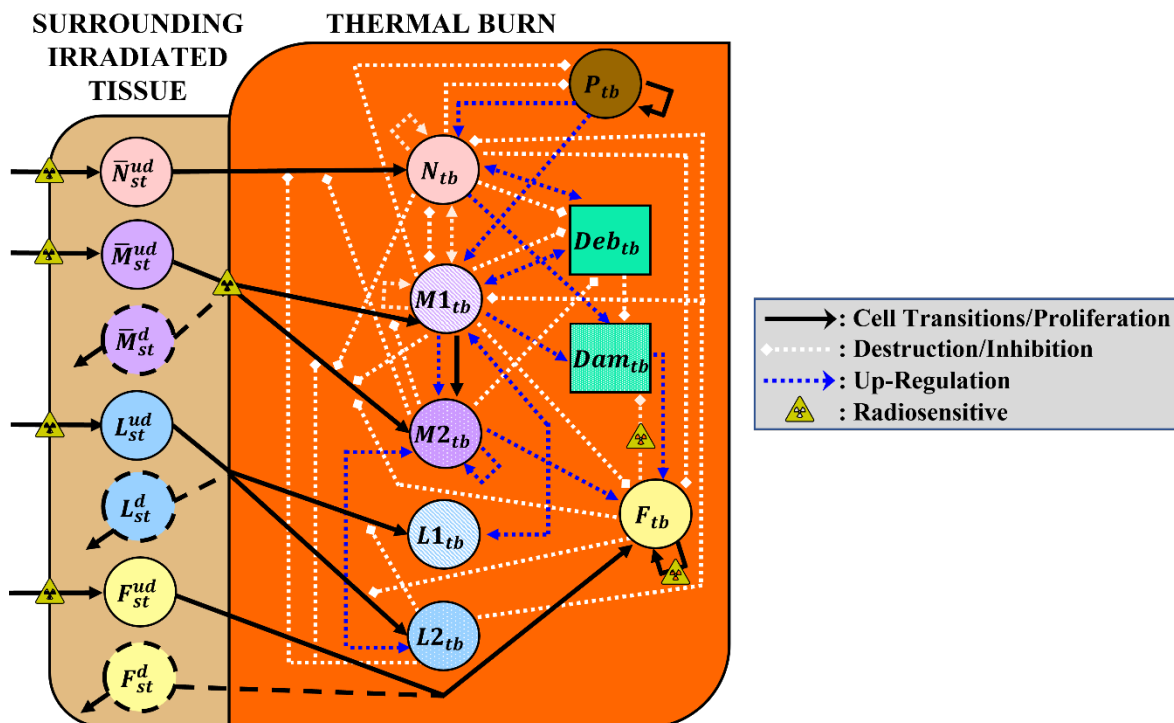 SURROUNDING
IRRADIATED
TISSUE
THERMAL BURN
P_tb
N̄_st^ud
N_tb
Deb_tb
M̄_st^ud
M1_tb
M̄_st^d
Dam_tb
L_st^ud
M2_tb
L_st^d
L1_tb
F_tb
F_st^ud
L2_tb
F_st^d
: Cell Transitions/Proliferation
: Destruction/Inhibition
: Up-Regulation
: Radiosensitive